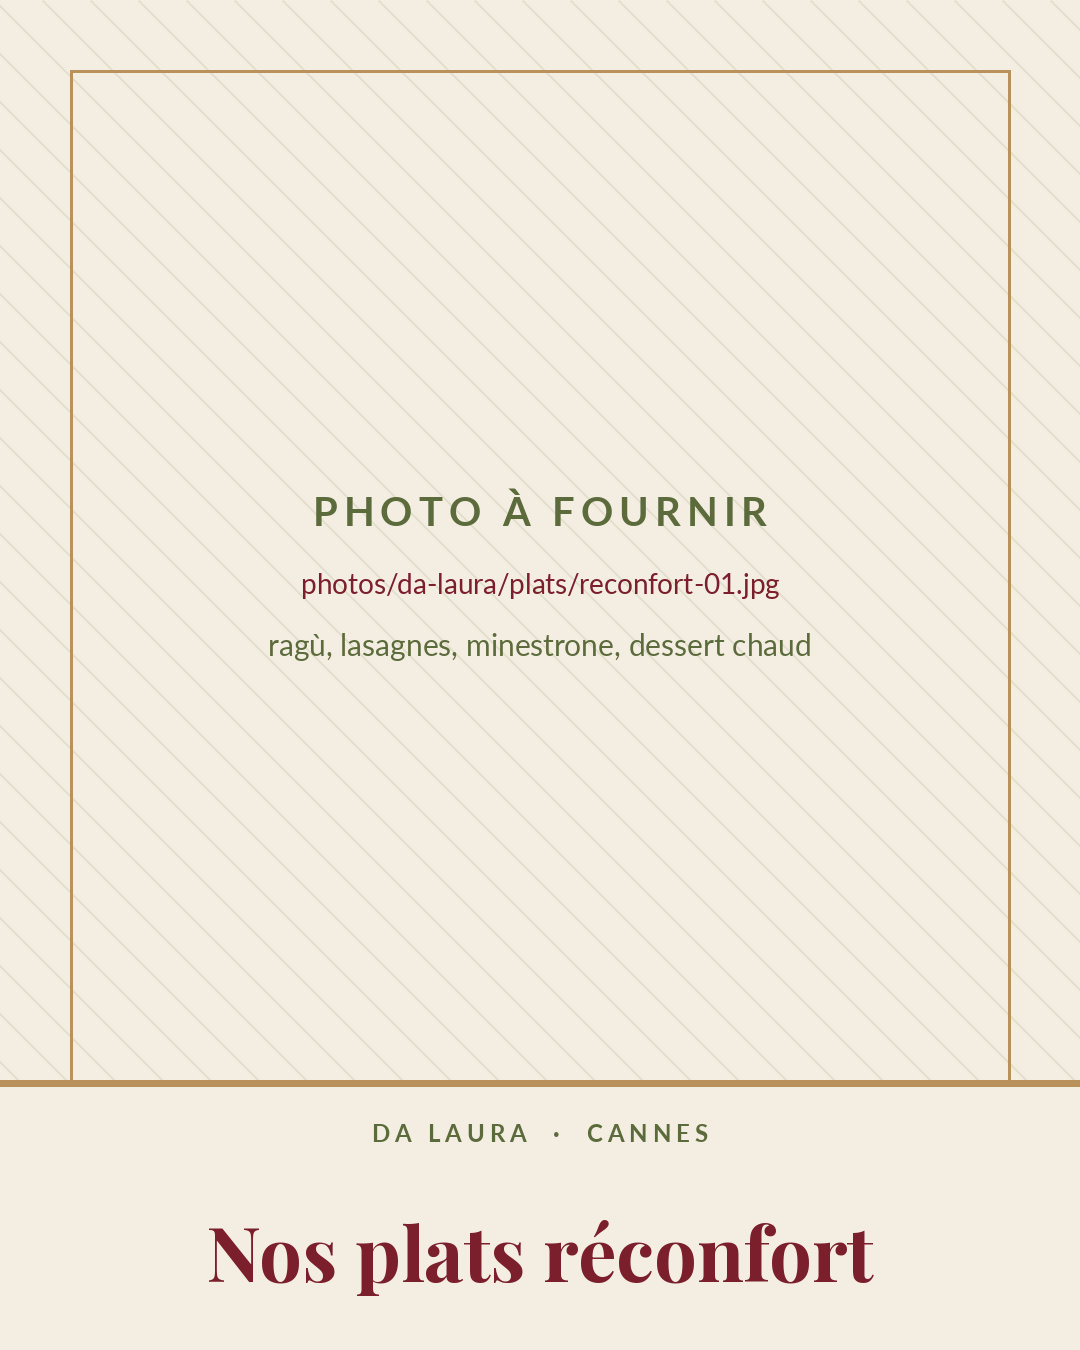 PHOTO À FOURNIR
photos/da-laura/plats/reconfort-01.jpg
ragù, lasagnes, minestrone, dessert chaud
DA LAURA · CANNES
Nos plats réconfort